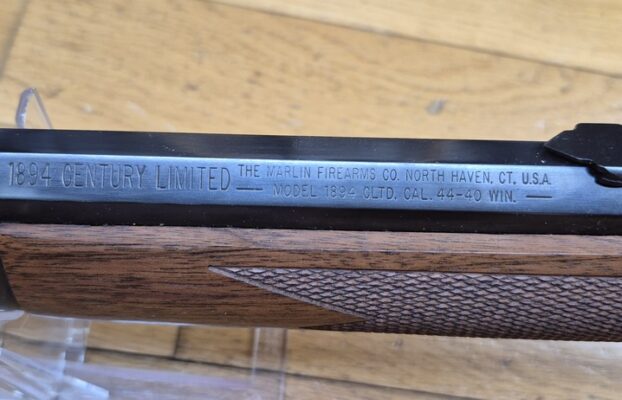 1894 CENTURY LIMITED
THE MARLIN FIREARMS CO. NORTH HAVEN, CT. U.S.A.
— MODEL 1894 CLTD. CAL. 44-40 WIN. —